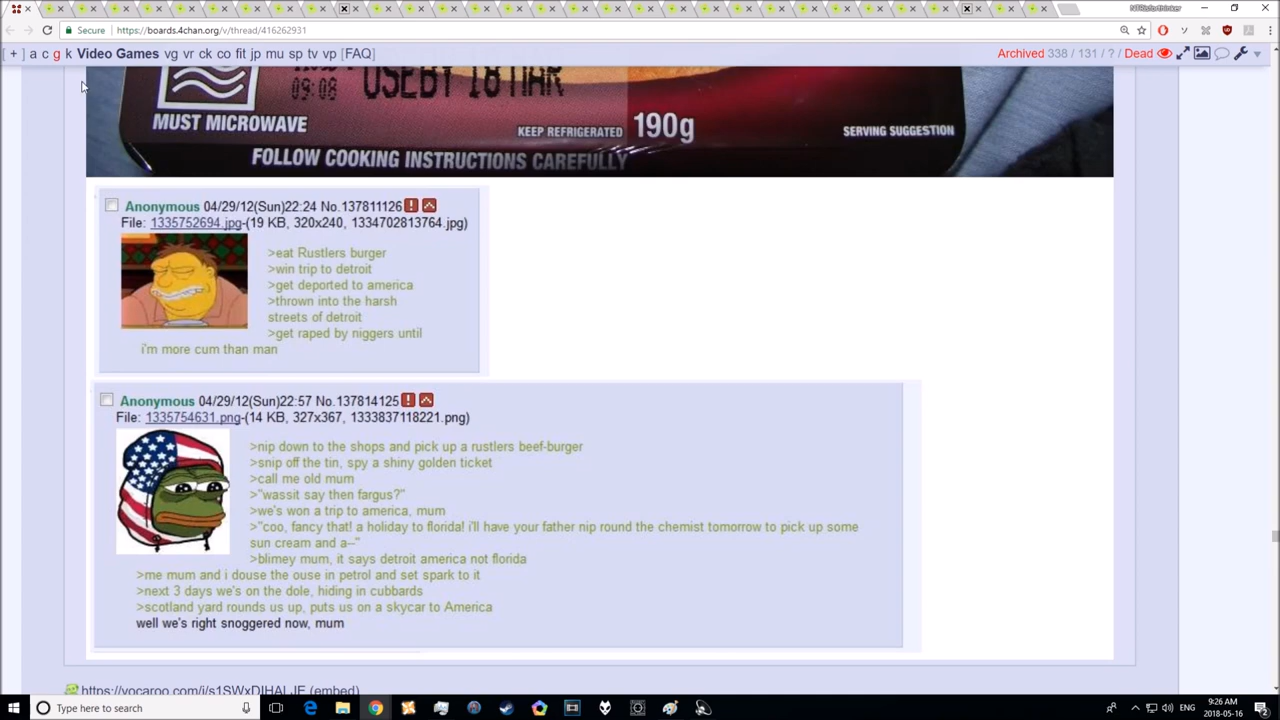 NTRisforthinker
Secure https://boards.4chan.org/v/thread/416262931
[ + ] a c g k Video Games vg vr ck co fit jp mu sp tv vp [FAQ] Archived 338 / 131 / ? / Dead
09:08 USEBY 18 MAR
MUST MICROWAVE KEEP REFRIGERATED 190g SERVING SUGGESTION
FOLLOW COOKING INSTRUCTIONS CAREFULLY
Anonymous 04/29/12(Sun)22:24 No.137811126
File: 1335752694.jpg-(19 KB, 320x240, 1334702813764.jpg)
>eat Rustlers burger
>win trip to detroit
>get deported to america
>thrown into the harsh
streets of detroit
>get raped by niggers until
i'm more cum than man
Anonymous 04/29/12(Sun)22:57 No.137814125
File: 1335754631.png-(14 KB, 327x367, 1333837118221.png)
>nip down to the shops and pick up a rustlers beef-burger
>snip off the tin, spy a shiny golden ticket
>call me old mum
>"wassit say then fargus?"
>we's won a trip to america, mum
>"coo, fancy that! a holiday to florida! i'll have your father nip round the chemist tomorrow to pick up some
sun cream and a--"
>blimey mum, it says detroit america not florida
>me mum and i douse the ouse in petrol and set spark to it
>next 3 days we's on the dole, hiding in cubbards
>scotland yard rounds us up, puts us on a skycar to America
well we's right snoggered now, mum
Type here to search
ENG
9:26 AM
2018-05-16